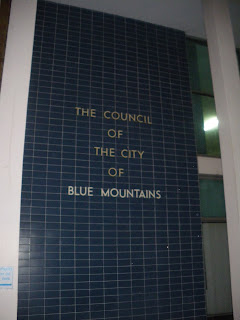 THE COUNCIL
OF
THE CITY
OF
BLUE MOUNTAINS